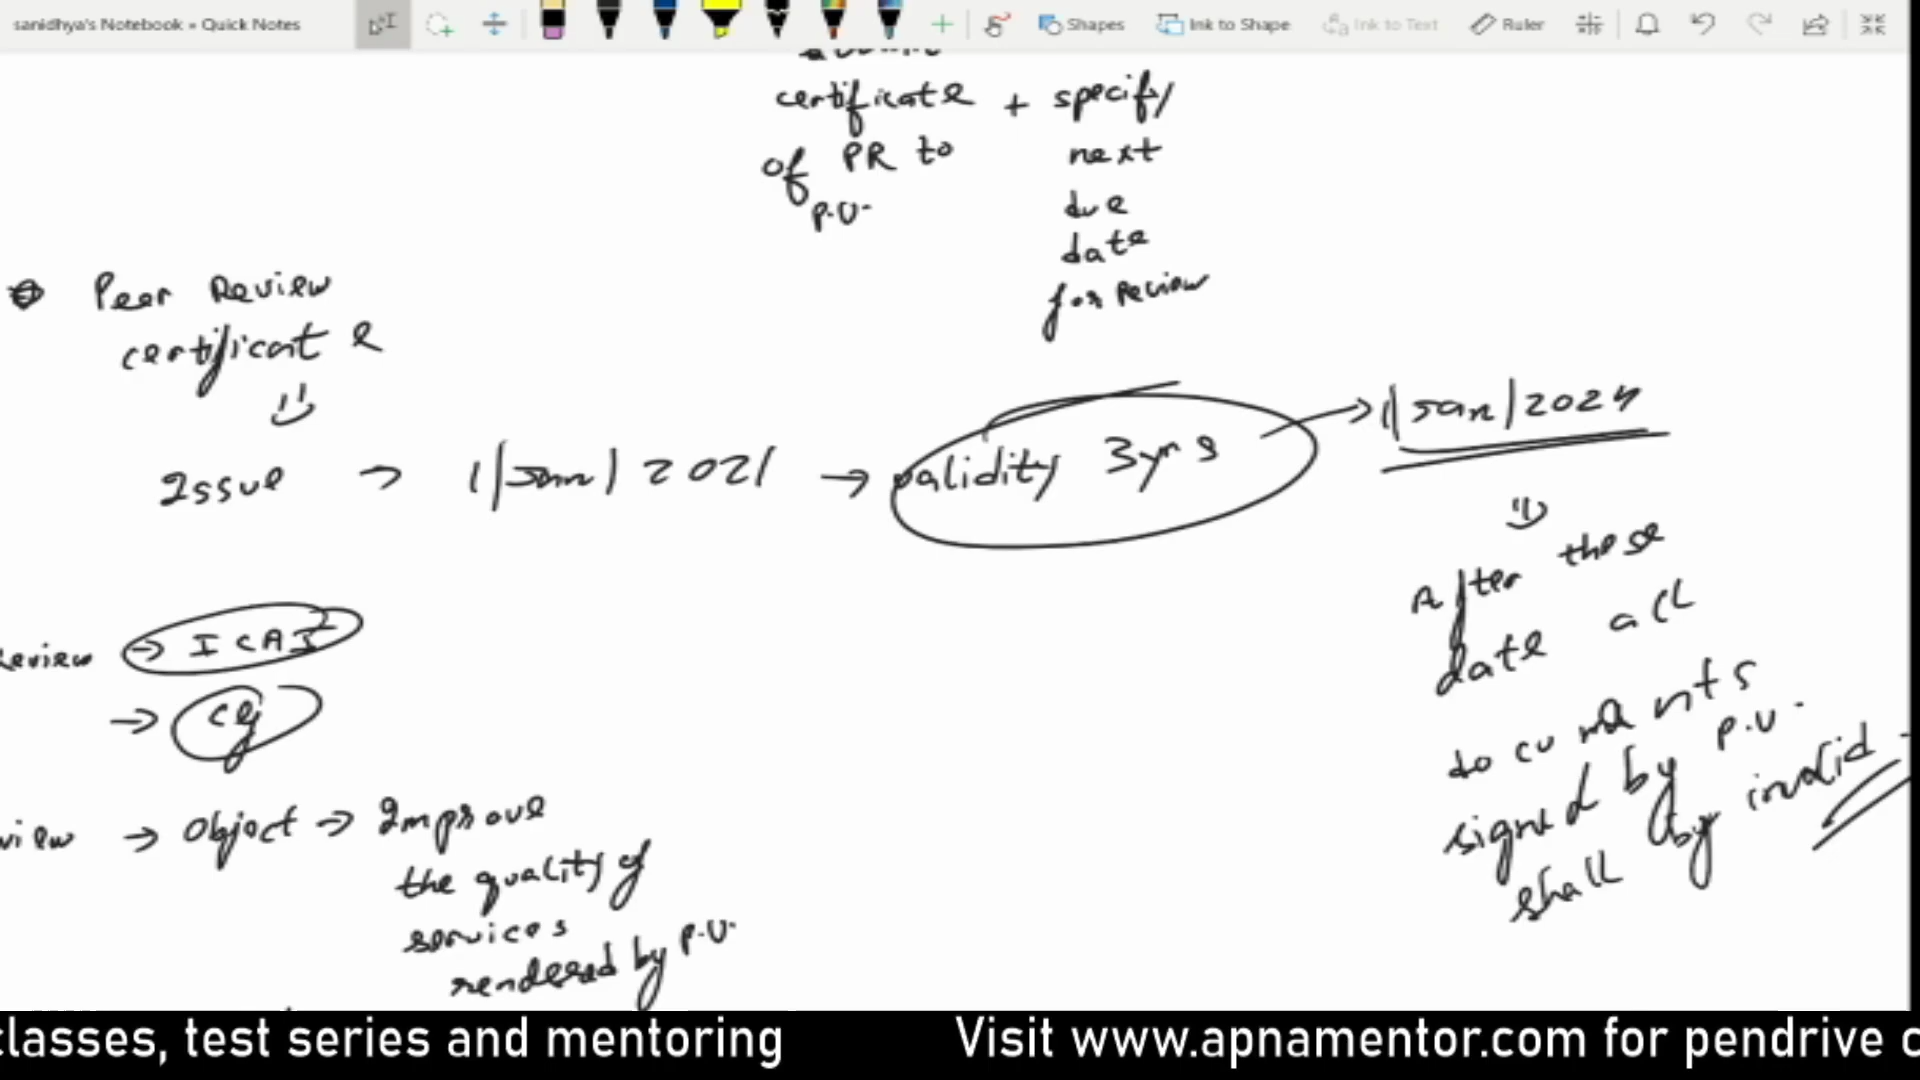 sanidhya's Notebook » Quick Notes
Shapes
Ink to Shape
Ink to Text
Ruler
certificate + specify
of PR to next
P.U. due
date
for review
Peer Review
certificate
Issue → 1/Jan/2021 → validity 3yrs → 1/Jan/2024
After these
date all
documents
signed by P.U.
shall by invalid
Review → ICAI
→
view → Object → Improve
the quality of
services
rendered by P.U.
classes, test series and mentoring
Visit www.apnamentor.com for pendrive c